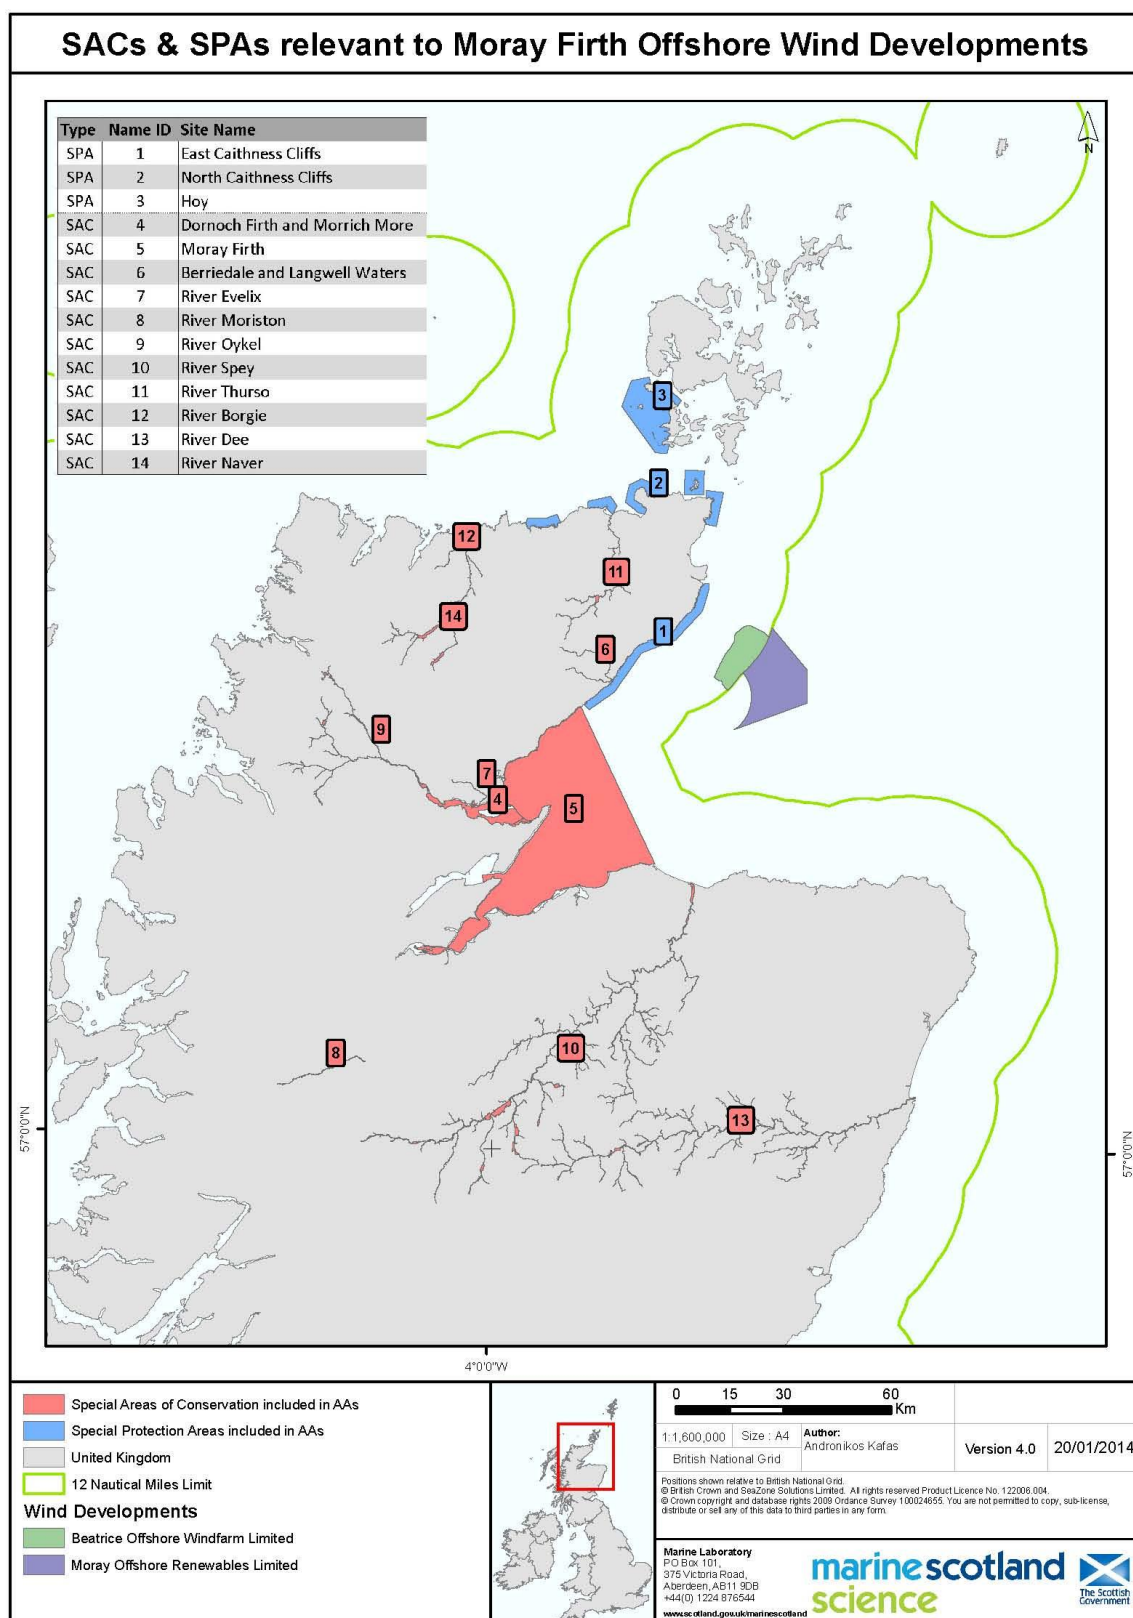 SACs & SPAs relevant to Moray Firth Offshore Wind Developments
Type Name ID Site Name
SPA 1 East Caithness Cliffs
SPA 2 North Caithness Cliffs
SPA 3 Hoy
SAC 4 Dornoch Firth and Morrich More
SAC 5 Moray Firth
SAC 6 Berriedale and Langwell Waters
SAC 7 River Evelix
SAC 8 River Moriston
SAC 9 River Oykel
SAC 10 River Spey
SAC 11 River Thurso
SAC 12 River Borgie
SAC 13 River Dee
SAC 14 River Naver
N
3
2
12
11
14
1
6
9
7
4
5
8
10
13
57°0'0"N
57°0'0"N
4°0'0"W
Special Areas of Conservation included in AAs
Special Protection Areas included in AAs
United Kingdom
12 Nautical Miles Limit
Wind Developments
Beatrice Offshore Windfarm Limited
Moray Offshore Renewables Limited
0 15 30 60
Km
1:1,600,000 Size : A4
British National Grid
Author:
Andronikos Kafas
Version 4.0
20/01/2014
Positions shown relative to British National Grid.
© British Crown and SeaZone Solutions Limited. All rights reserved Product Licence No. 122006.004.
© Crown copyright and database rights 2009 Ordance Survey 100024655. You are not permitted to copy, sub-license,
distribute or sell any of this data to third parties in any form.
Marine Laboratory
PO Box 101,
375 Victoria Road,
Aberdeen, AB11 9DB
+44(0) 1224 876544
www.scotland.gov.uk/marinescotland
marinescotland
science
The Scottish
Government